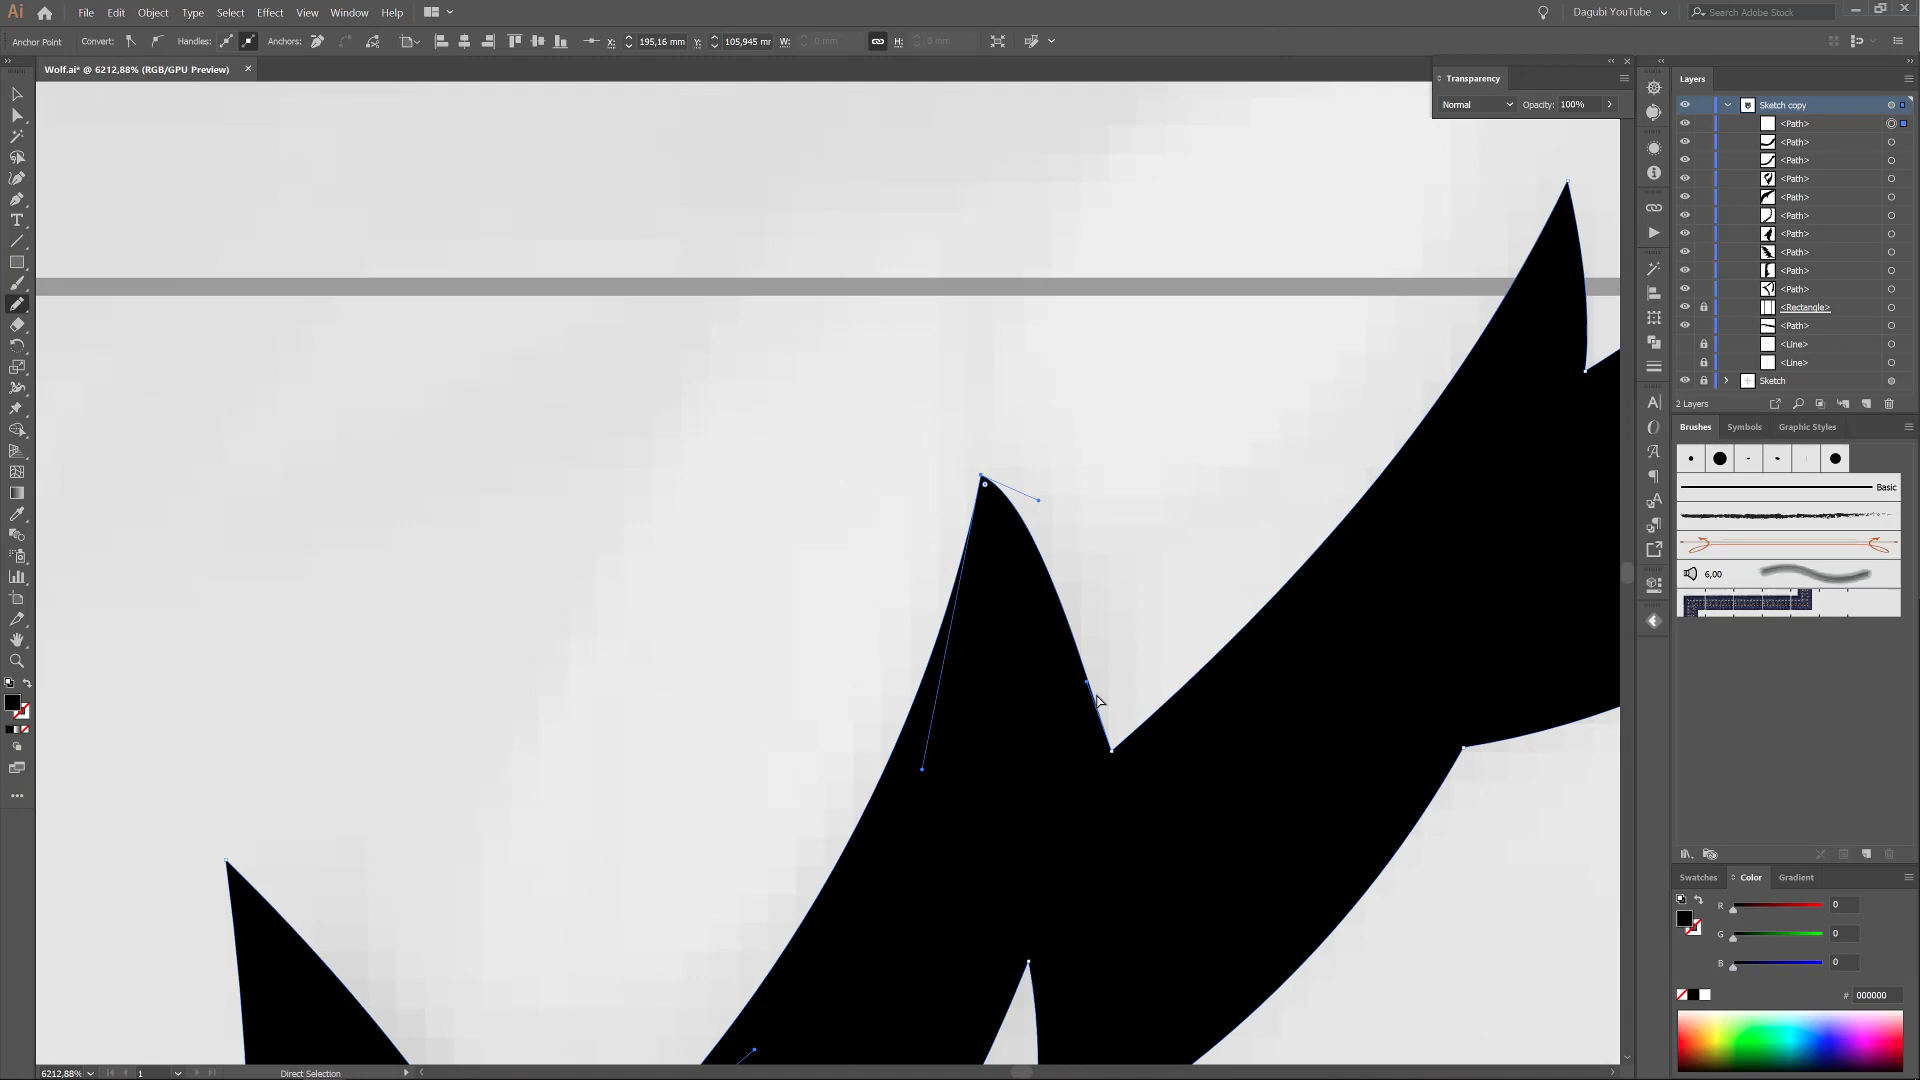 Ai File Edit Object Type Select Effect View Window Help Dagubi YouTube Search Adobe Stock
Anchor Point Convert: Handles: Anchors: X: 195,16 mm Y: 105,945 mr W: 0 mm H: 0 mm
Wolf.ai* @ 6212,88% (RGB/GPU Preview)
Transparency
Normal Opacity: 100%
Layers
Sketch copy
<Path>
<Path>
<Path>
<Path>
<Path>
<Path>
<Path>
<Path>
<Path>
<Path>
<Rectangle>
<Path>
<Line>
<Line>
Sketch
2 Layers
Brushes Symbols Graphic Styles
Basic
6,00
Swatches Color Gradient
R 0
G 0
B 0
# 000000
6212,88% 1 Direct Selection